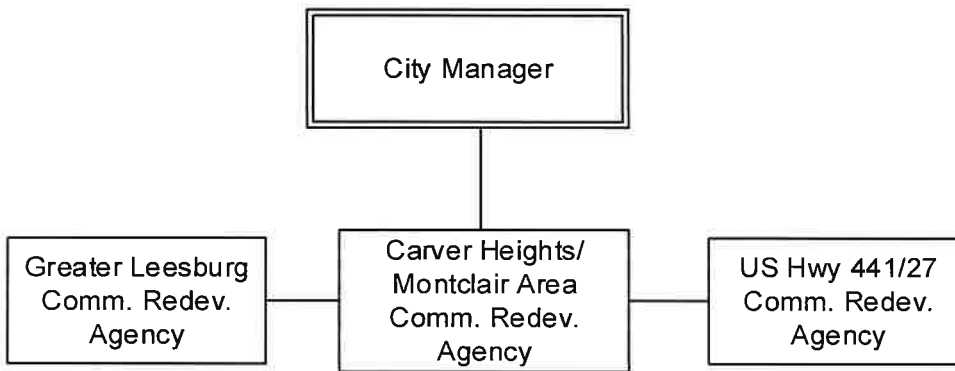 City Manager
Greater Leesburg
Comm. Redev.
Agency
Carver Heights/
Montclair Area
Comm. Redev.
Agency
US Hwy 441/27
Comm. Redev.
Agency